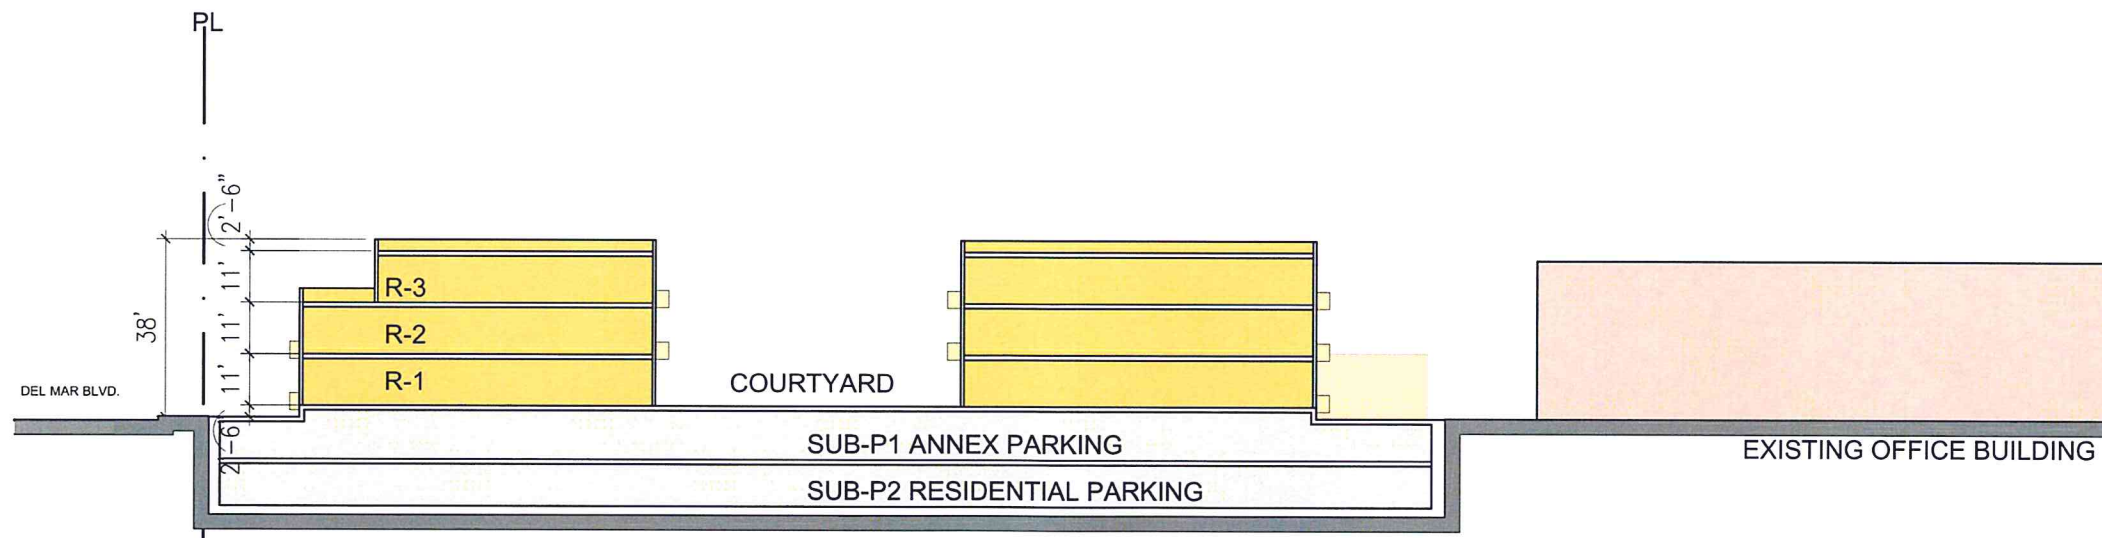 PL
2'-6"
11'
R-3
38'
11'
R-2
11'
R-1
COURTYARD
DEL MAR BLVD.
2'-6"
SUB-P1 ANNEX PARKING
EXISTING OFFICE BUILDING
SUB-P2 RESIDENTIAL PARKING